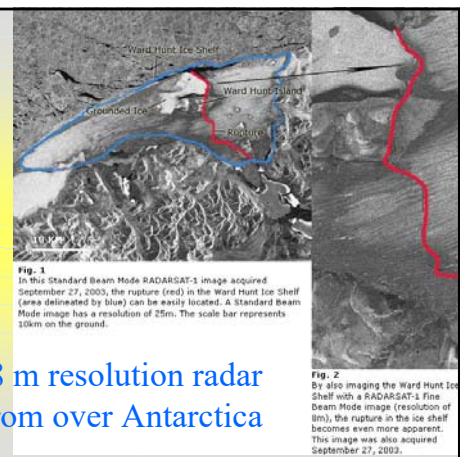 Ward Hunt Ice Shelf
Ward Hunt Island
Grounded Ice
Rupture
10 KM
Fig. 1
In this Standard Beam Mode RADARSAT-1 image acquired
September 27, 2003, the rupture (red) in the Ward Hunt Ice Shelf
(area delineated by blue) can be easily located. A Standard Beam
Mode image has a resolution of 25m. The scale bar represents
10km on the ground.
Fig. 2
By also imaging the Ward Hunt Ice
Shelf with a RADARSAT-1 Fine
Beam Mode image (resolution of
8m), the rupture in the ice shelf
becomes even more apparent.
This image was also acquired
September 27, 2003.
m resolution radar
rom over Antarctica